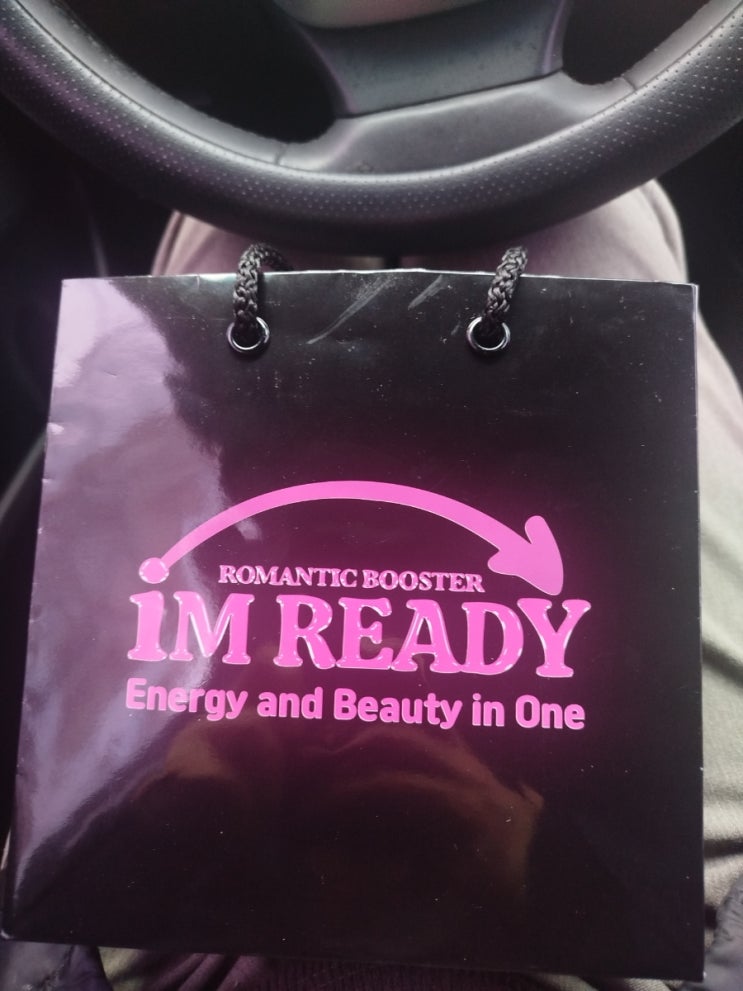 ROMANTIC BOOSTER
iM READY
Energy and Beauty in One